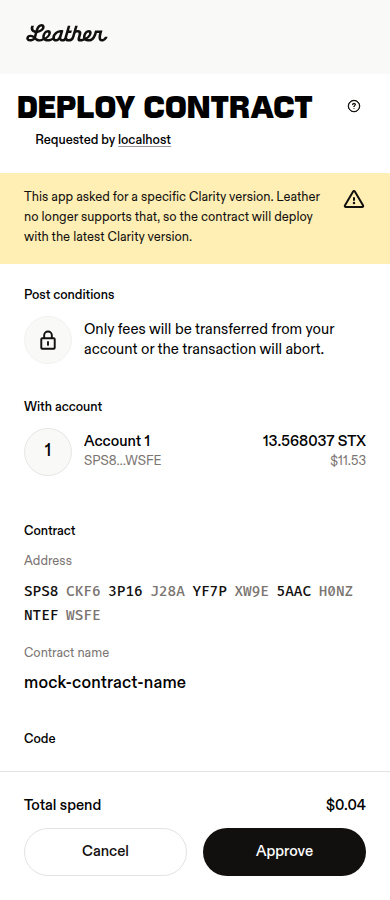 Leather
DEPLOY CONTRACT
Requested by localhost
This app asked for a specific Clarity version. Leather
no longer supports that, so the contract will deploy
with the latest Clarity version.
Post conditions
Only fees will be transferred from your
account or the transaction will abort.
With account
1
Account 1
13.568037 STX
SPS8...WSFE
$11.53
Contract
Address
SPS8 CKF6 3P16 J28A YF7P XW9E 5AAC H0NZ
NTEF WSFE
Contract name
mock-contract-name
Code
Total spend
$0.04
Cancel
Approve